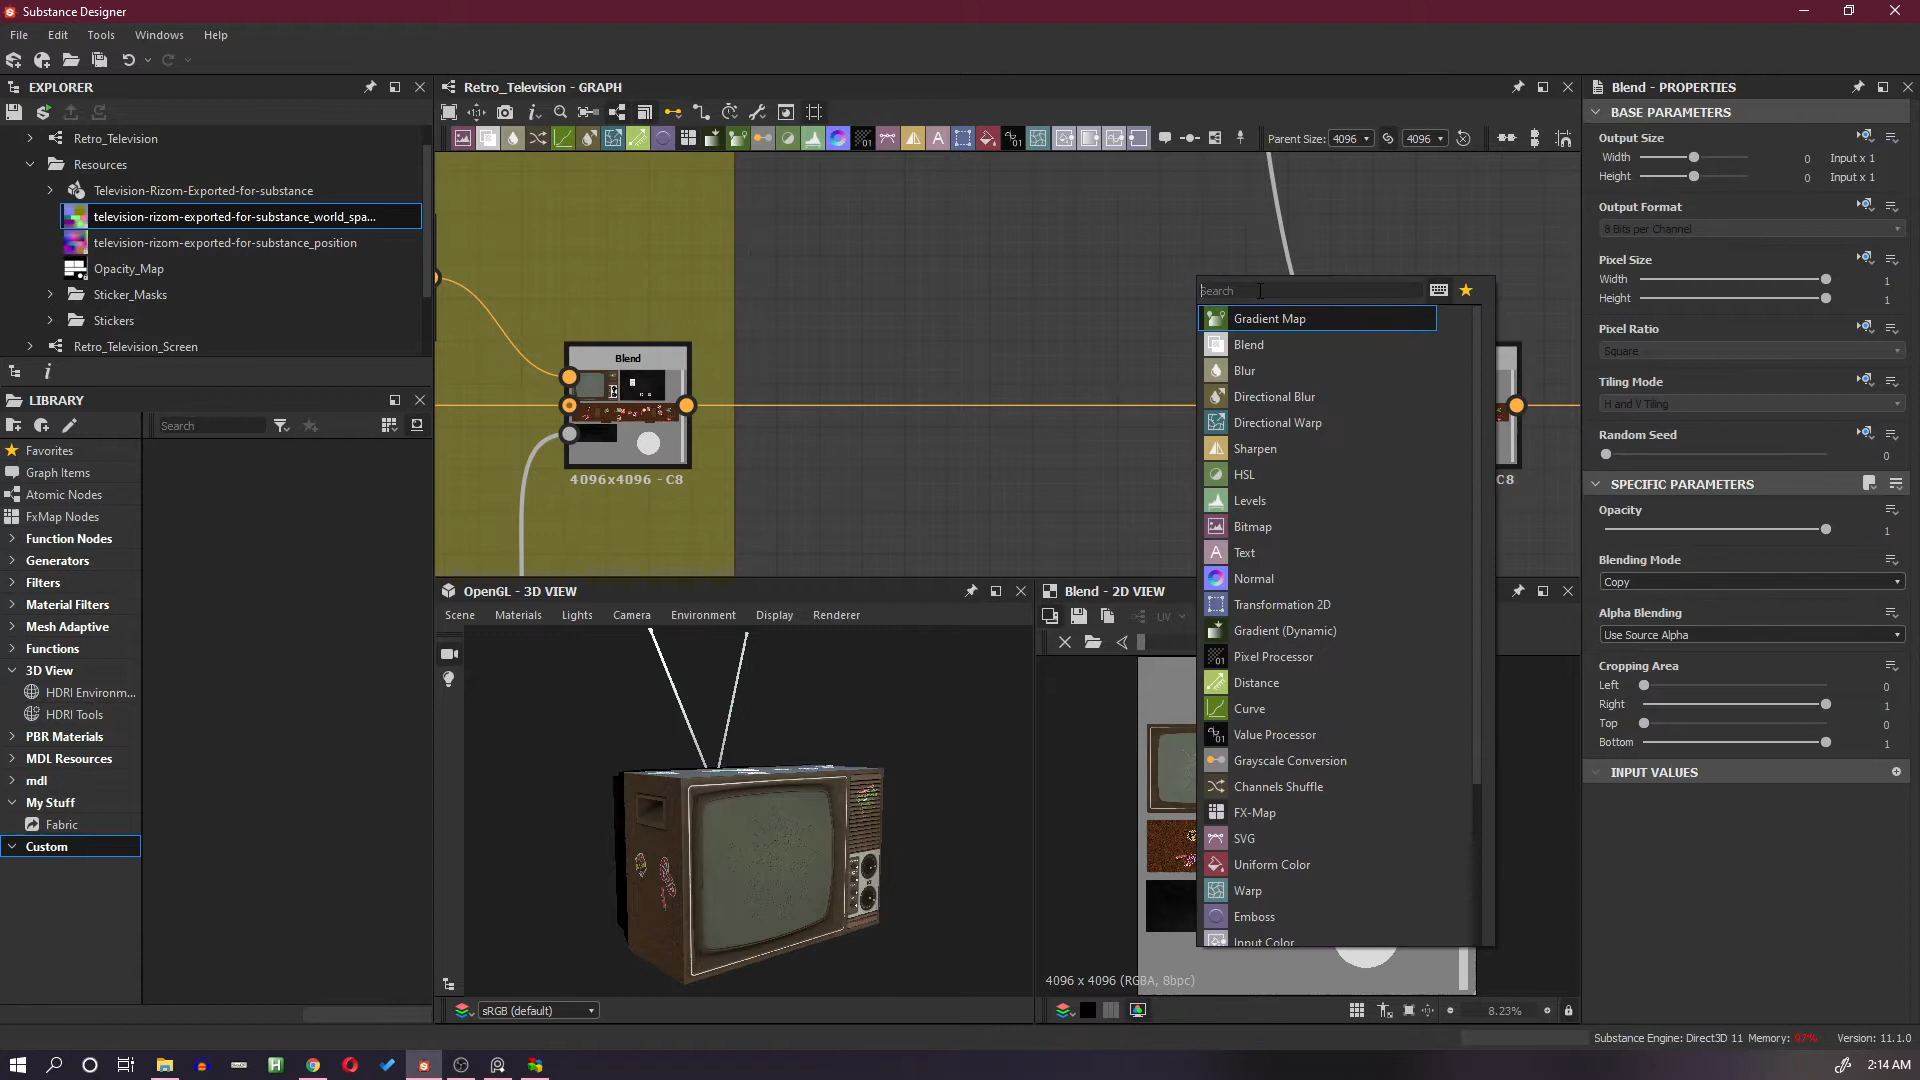 Substance Designer
File Edit Tools Windows Help
EXPLORER
Retro_Television
Resources
Television-Rizom-Exported-for-substance
television-rizom-exported-for-substance_world_spa...
television-rizom-exported-for-substance_position
Opacity_Map
Sticker_Masks
Stickers
Retro_Television_Screen
LIBRARY
Search
Favorites
Graph Items
Atomic Nodes
FxMap Nodes
Function Nodes
Generators
Filters
Material Filters
Mesh Adaptive
Functions
3D View
HDRI Environm...
HDRI Tools
PBR Materials
MDL Resources
mdl
My Stuff
Fabric
Custom
Retro_Television - GRAPH
Parent Size: 4096 4096
Blend
4096x4096 - C8
C8
Search
Gradient Map
Blend
Blur
Directional Blur
Directional Warp
Sharpen
HSL
Levels
Bitmap
Text
Normal
Transformation 2D
Gradient (Dynamic)
Pixel Processor
Distance
Curve
Value Processor
Grayscale Conversion
Channels Shuffle
FX-Map
SVG
Uniform Color
Warp
Emboss
Input Color
OpenGL - 3D VIEW
Scene Materials Lights Camera Environment Display Renderer
sRGB (default)
Blend - 2D VIEW
UV
4096 x 4096 (RGBA, 8bpc)
8.23%
Blend - PROPERTIES
BASE PARAMETERS
Output Size
Width 0 Input x 1
Height 0 Input x 1
Output Format
8 Bits per Channel
Pixel Size
Width 1
Height 1
Pixel Ratio
Square
Tiling Mode
H and V Tiling
Random Seed
0
SPECIFIC PARAMETERS
Opacity
1
Blending Mode
Copy
Alpha Blending
Use Source Alpha
Cropping Area
Left 0
Right 1
Top 0
Bottom 1
INPUT VALUES
Substance Engine: Direct3D 11 Memory: 97% Version: 11.1.0
2:14 AM